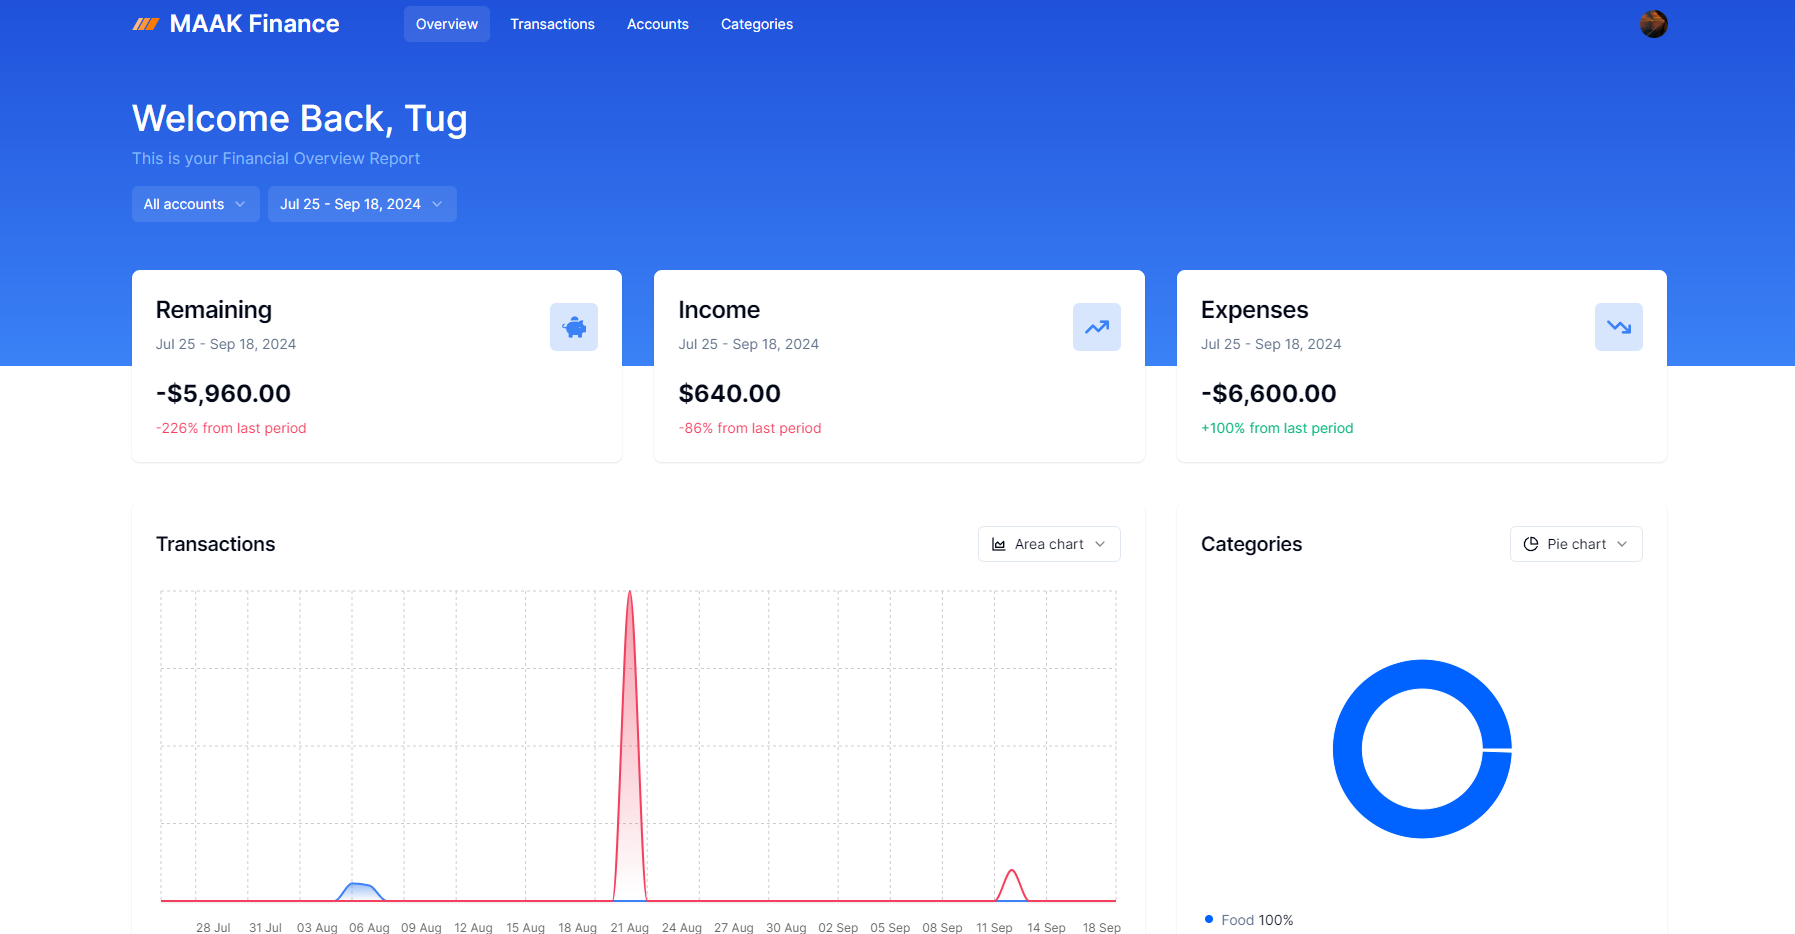 MAAK Finance
Overview
Transactions
Accounts
Categories
Welcome Back, Tug
This is your Financial Overview Report
All accounts
Jul 25 - Sep 18, 2024
Remaining
Jul 25 - Sep 18, 2024
-$5,960.00
-226% from last period
Income
Jul 25 - Sep 18, 2024
$640.00
-86% from last period
Expenses
Jul 25 - Sep 18, 2024
-$6,600.00
+100% from last period
Transactions
Area chart
28 Jul 31 Jul 03 Aug 06 Aug 09 Aug 12 Aug 15 Aug 18 Aug 21 Aug 24 Aug 27 Aug 30 Aug 02 Sep 05 Sep 08 Sep 11 Sep 14 Sep 18 Sep
Categories
Pie chart
Food 100%